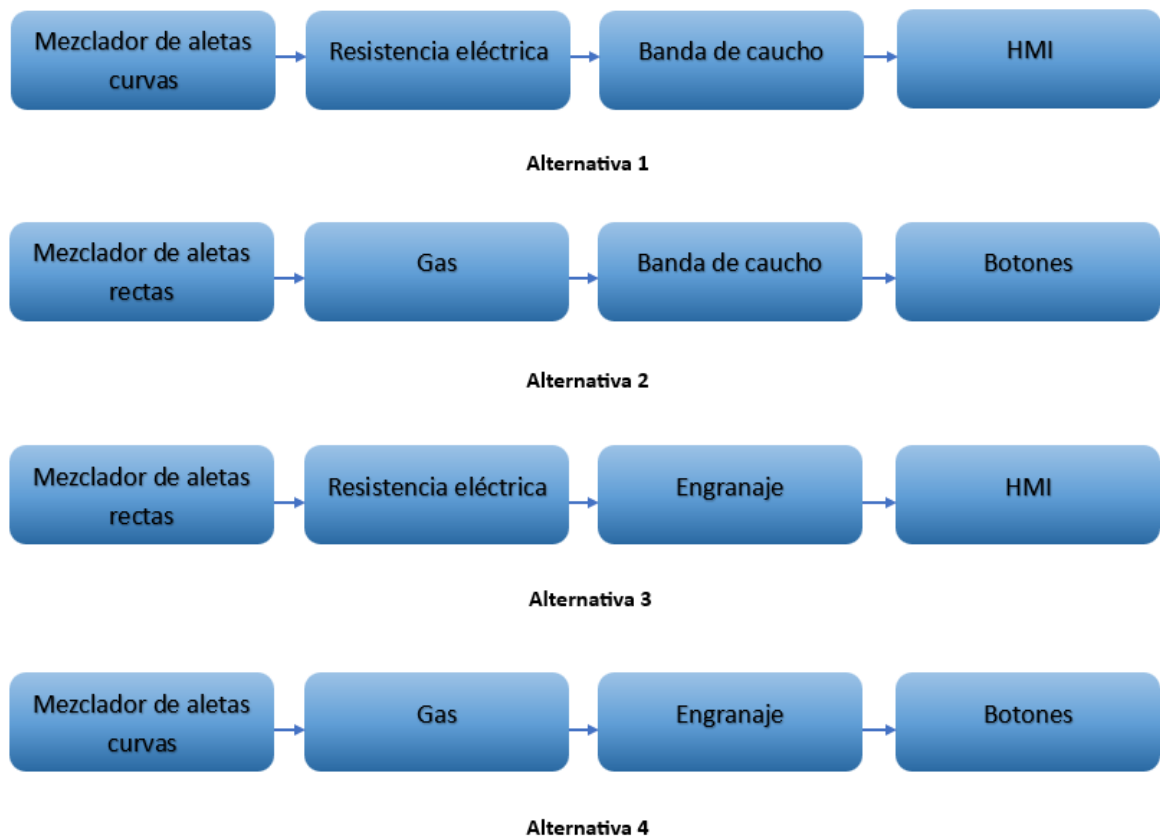 Mezclador de aletas
curvas
Resistencia eléctrica
Banda de caucho
HMI
Alternativa 1
Mezclador de aletas
rectas
Gas
Banda de caucho
Botones
Alternativa 2
Mezclador de aletas
rectas
Resistencia eléctrica
Engranaje
HMI
Alternativa 3
Mezclador de aletas
curvas
Gas
Engranaje
Botones
Alternativa 4